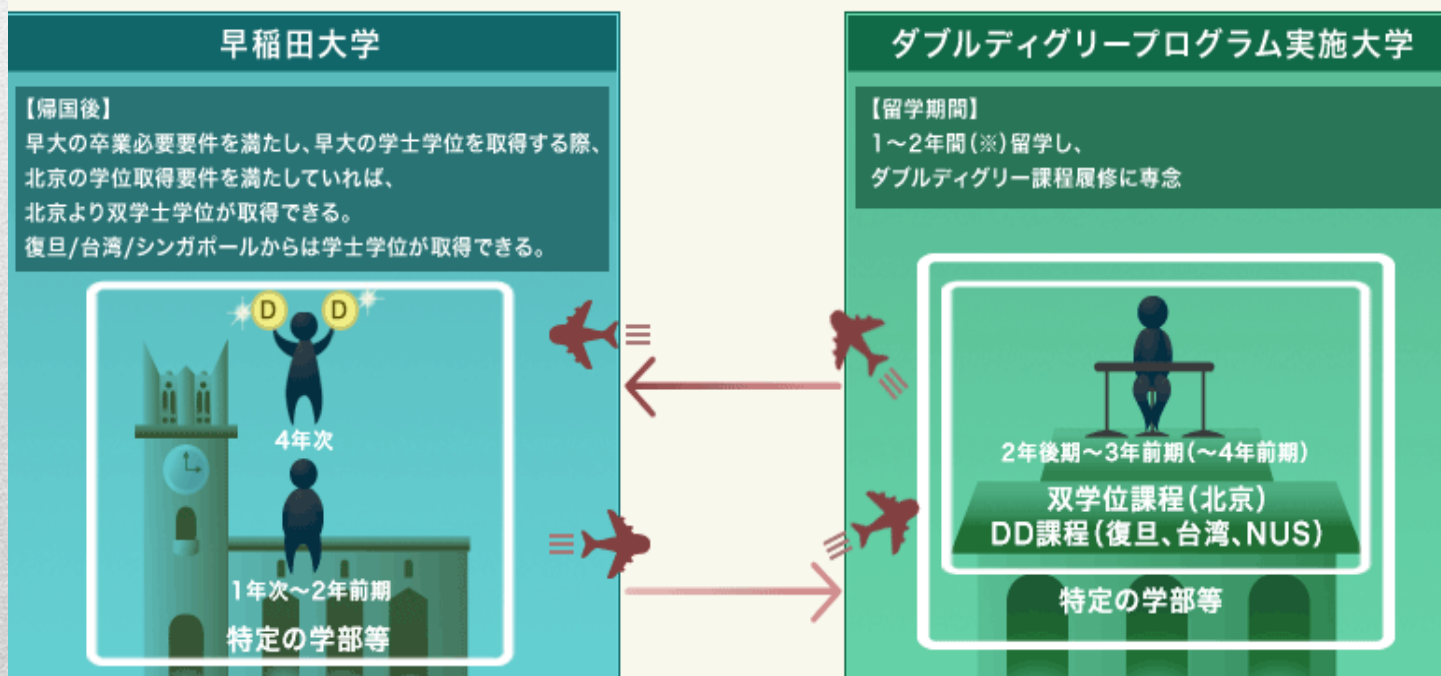 早稲田大学
【帰国後】
早大の卒業必要要件を満たし、早大の学士学位を取得する際、
北京の学位取得要件を満たしていれば、
北京より双学士学位が取得できる。
復旦/台湾/シンガポールからは学士学位が取得できる。
D D
4年次
1年次～2年前期
特定の学部等
ダブルディグリープログラム実施大学
【留学期間】
1～2年間(※)留学し、
ダブルディグリー課程履修に専念
2年後期～3年前期(～4年前期)
双学位課程(北京)
DD課程(復旦、台湾、NUS)
特定の学部等